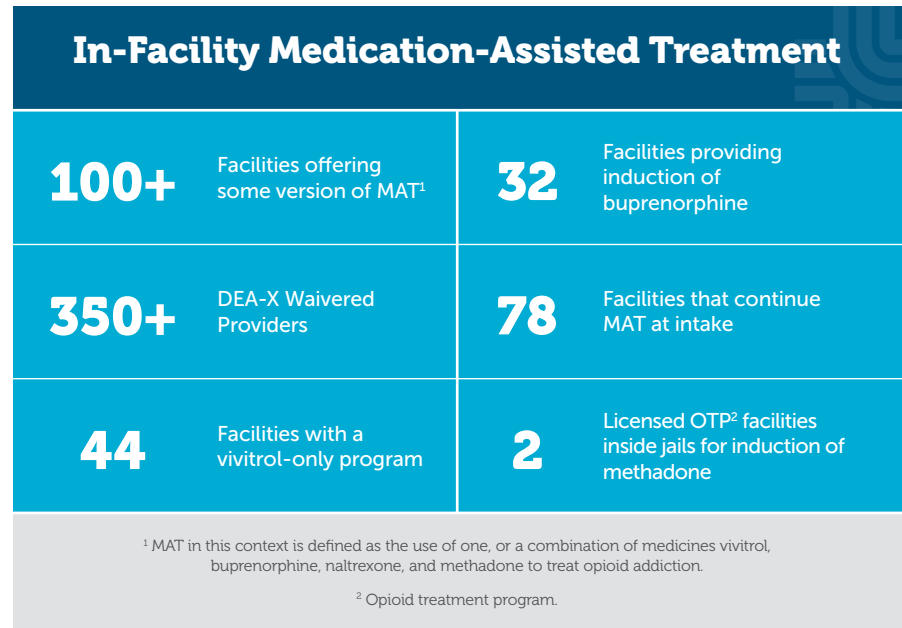 In-Facility Medication-Assisted Treatment
100+
Facilities offering
some version of MAT¹
32
Facilities providing
induction of
buprenorphine
350+
DEA-X Waivered
Providers
78
Facilities that continue
MAT at intake
44
Facilities with a
vivitrol-only program
2
Licensed OTP² facilities
inside jails for induction of
methadone
¹ MAT in this context is defined as the use of one, or a combination of medicines vivitrol,
buprenorphine, naltrexone, and methadone to treat opioid addiction.
² Opioid treatment program.